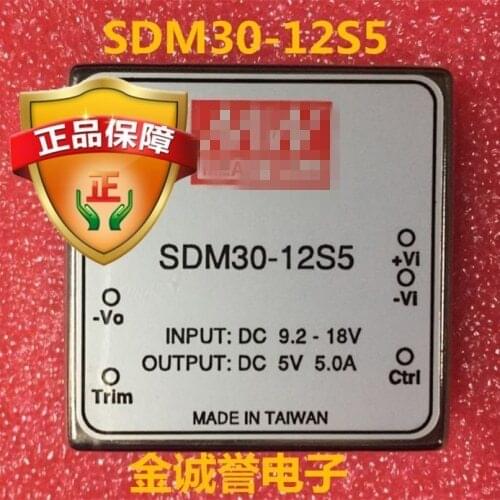 SDM30-12S5
正品保障
正
SDM30-12S5
+Vi
-Vi
-Vo
INPUT: DC 9.2 - 18V
OUTPUT: DC 5V 5.0A
Trim
Ctrl
MADE IN TAIWAN
金诚誉电子